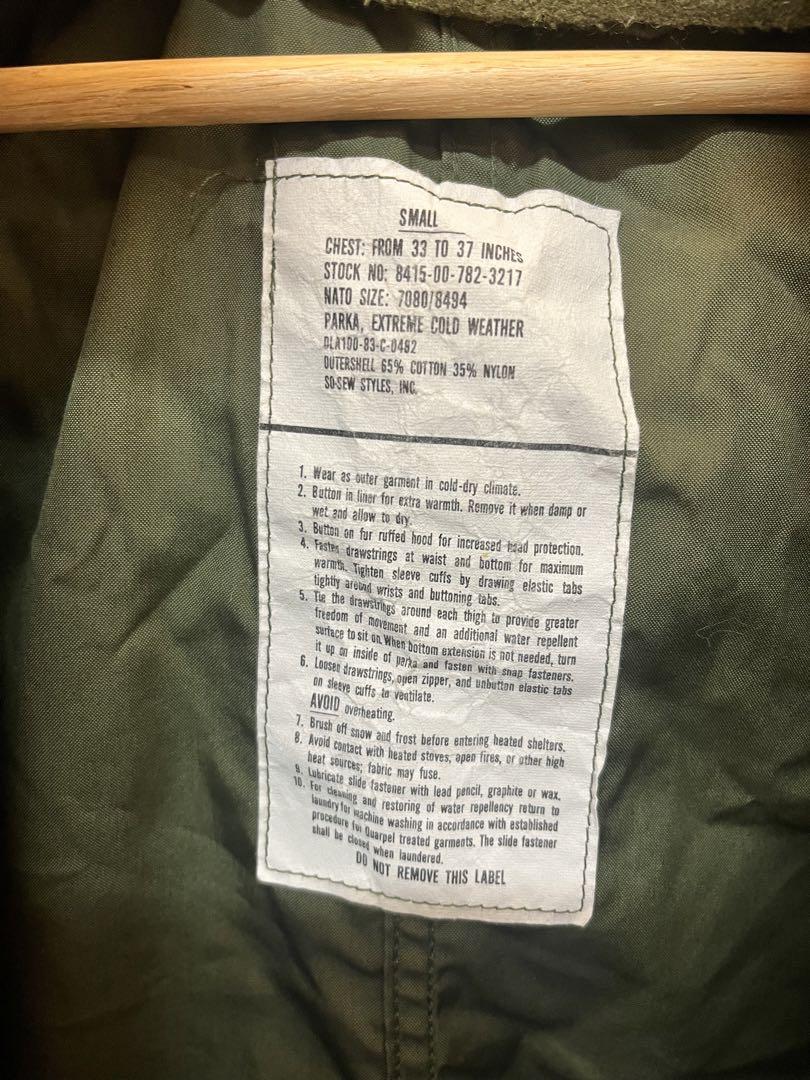 SMALL
CHEST: FROM 33 TO 37 INCHES
STOCK NO: 8415-00-782-3217
NATO SIZE: 7080/8494
PARKA, EXTREME COLD WEATHER
DLA100-83-C-0482
OUTERSHELL 65% COTTON 35% NYLON
SO-SEW STYLES, INC.
1. Wear as outer garment in cold-dry climate.
2. Button in liner for extra warmth. Remove it when damp or
wet and allow to dry.
3. Button on fur ruffed hood for increased head protection.
4. Fasten drawstrings at waist and bottom for maximum
warmth. Tighten sleeve cuffs by drawing elastic tabs
tightly around wrists and buttoning tabs.
5. Tie the drawstrings around each thigh to provide greater
freedom of movement and an additional water repellent
surface to sit on. When bottom extension is not needed, turn
it up on inside of parka and fasten with snap fasteners.
6. Loosen drawstrings, open zipper, and unbutton elastic tabs
on sleeve cuffs to ventilate.
AVOID overheating.
7. Brush off snow and frost before entering heated shelters.
8. Avoid contact with heated stoves, open fires, or other high
heat sources; fabric may fuse.
9. Lubricate slide fastener with lead pencil, graphite or wax.
10. For cleaning and restoring of water repellency return to
laundry for machine washing in accordance with established
procedure for Quarpel treated garments. The slide fastener
shall be closed when laundered.
DO NOT REMOVE THIS LABEL